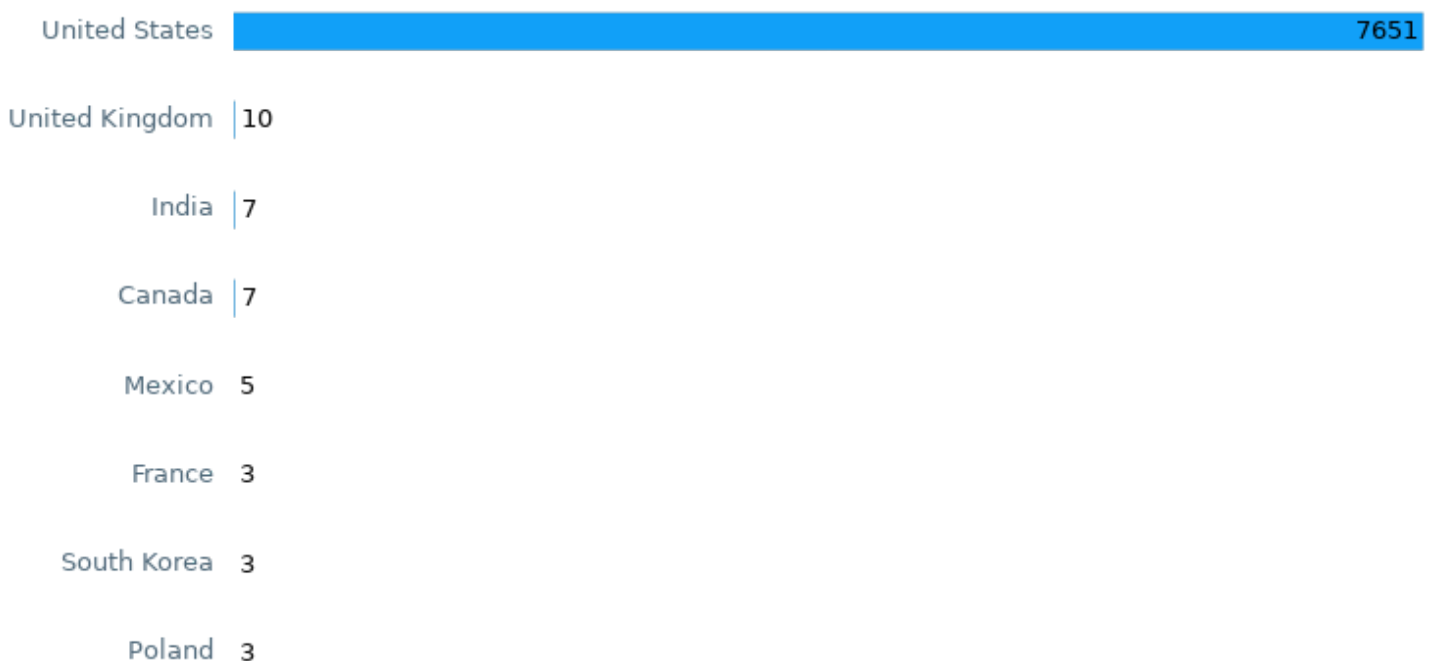 United States 7651
United Kingdom 10
India 7
Canada 7
Mexico 5
France 3
South Korea 3
Poland 3